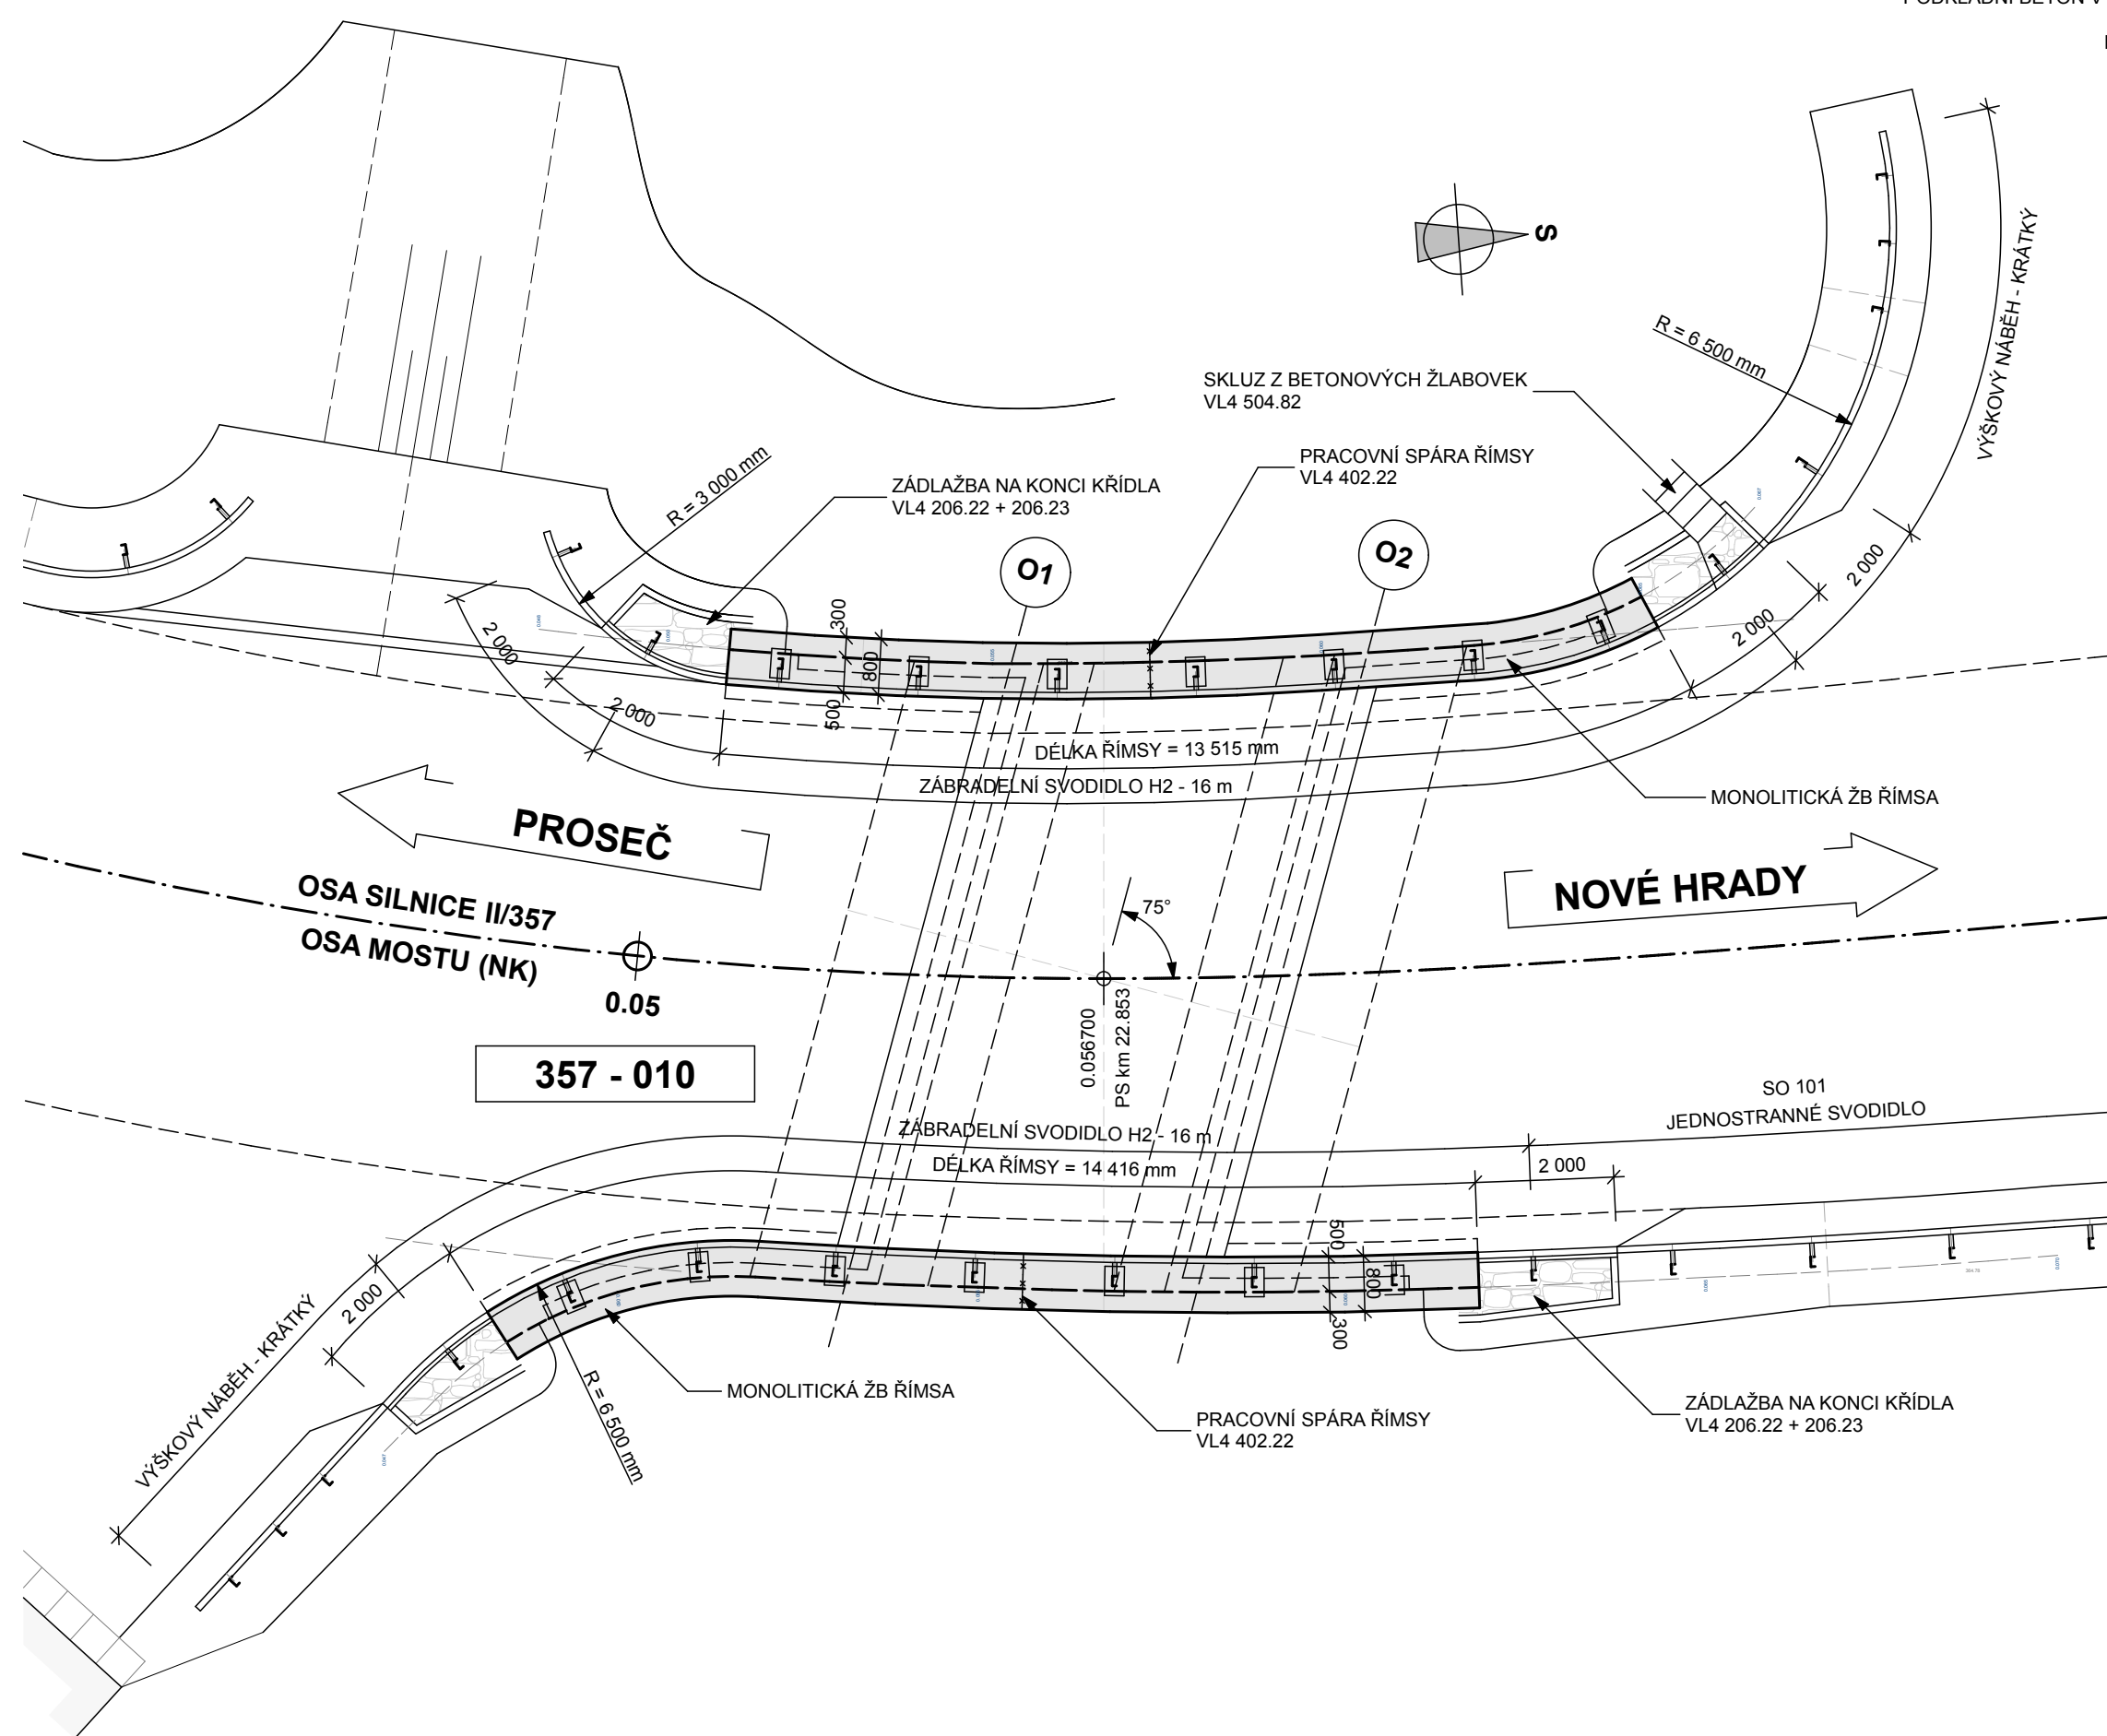 S
R = 6 500 mm
VÝŠKOVÝ NÁBĚH - KRÁTKÝ
SKLUZ Z BETONOVÝCH ŽLABOVEK
VL4 504.82
PRACOVNÍ SPÁRA ŘÍMSY
VL4 402.22
R = 3 000 mm
ZÁDLAŽBA NA KONCI KŘÍDLA
VL4 206.22 + 206.23
O1
O2
300
800
500
2 000
2 000
2 000
2 000
DÉLKA ŘÍMSY = 13 515 mm
ZÁBRADELNÍ SVODIDLO H2 - 16 m
MONOLITICKÁ ŽB ŘÍMSA
PROSEČ
NOVÉ HRADY
OSA SILNICE II/357
OSA MOSTU (NK)
0.05
75°
0.056700
PS km 22.853
357 - 010
SO 101
JEDNOSTRANNÉ SVODIDLO
ZÁBRADELNÍ SVODIDLO H2 - 16 m
DÉLKA ŘÍMSY = 14 416 mm
2 000
500
800
300
2 000
VÝŠKOVÝ NÁBĚH - KRÁTKÝ
R = 6 500 mm
MONOLITICKÁ ŽB ŘÍMSA
PRACOVNÍ SPÁRA ŘÍMSY
VL4 402.22
ZÁDLAŽBA NA KONCI KŘÍDLA
VL4 206.22 + 206.23